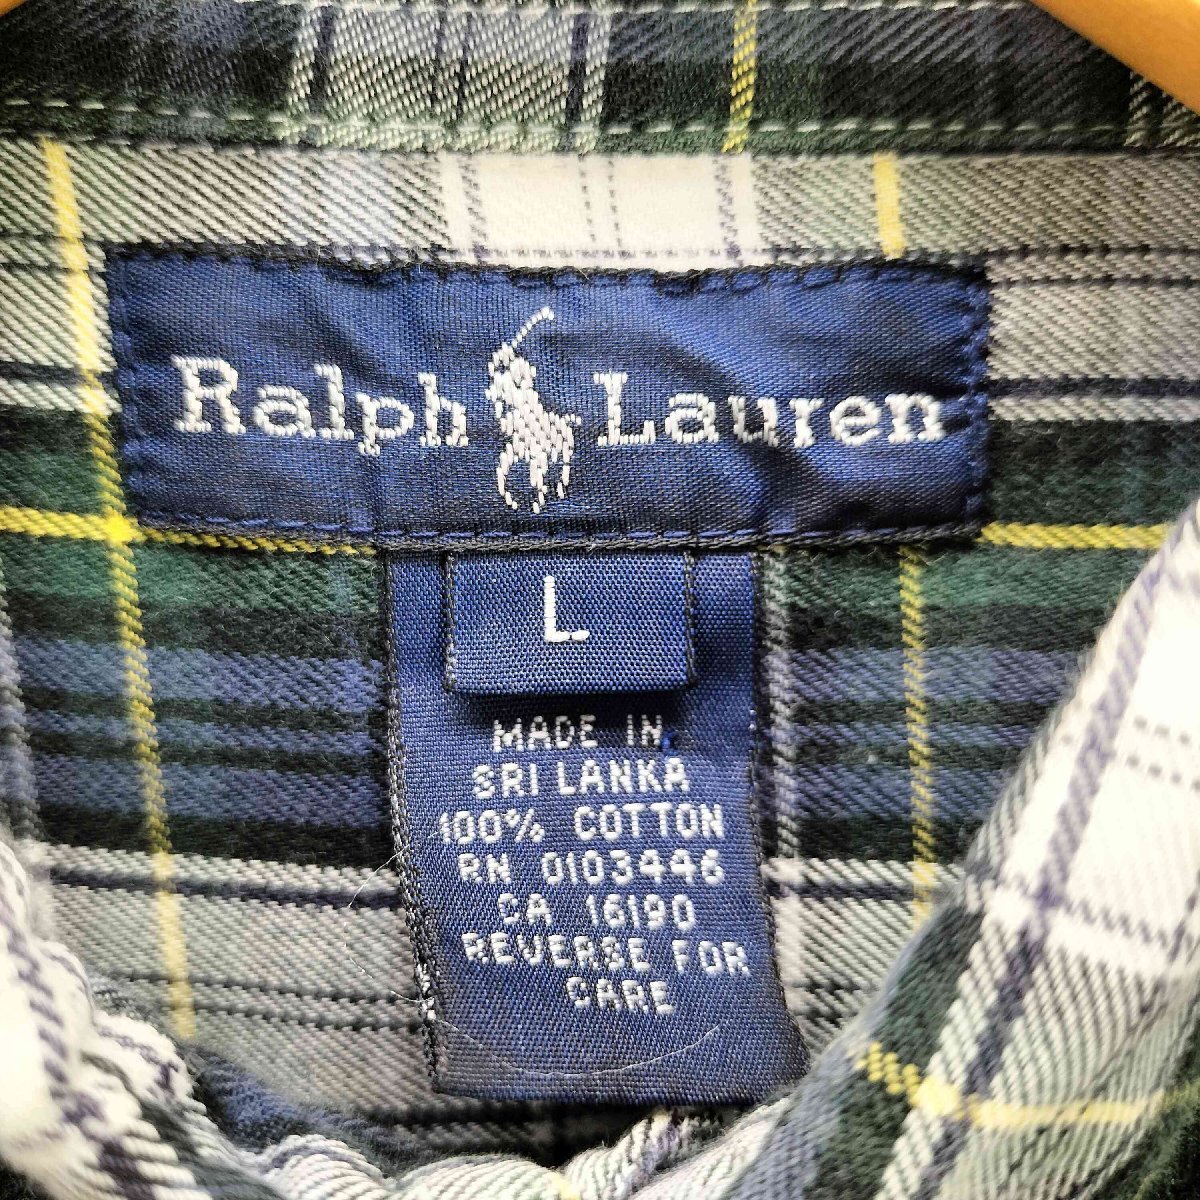 Ralph Lauren
L
MADE IN
SRI LANKA
100% COTTON
RN 0103446
CA 16190
REVERSE FOR
CARE